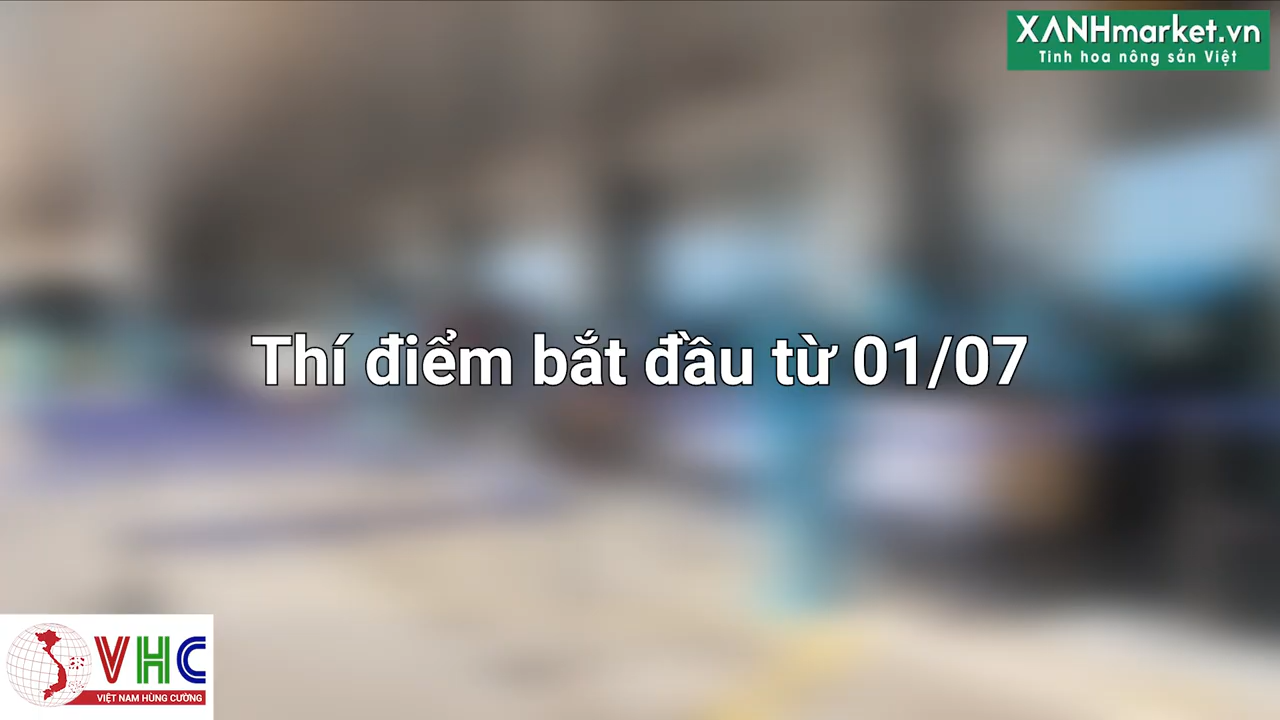 XANHmarket.vn
Tinh hoa nông sản Việt
Thí điểm bắt đầu từ 01/07
VHC
VIỆT NAM HÙNG CƯỜNG